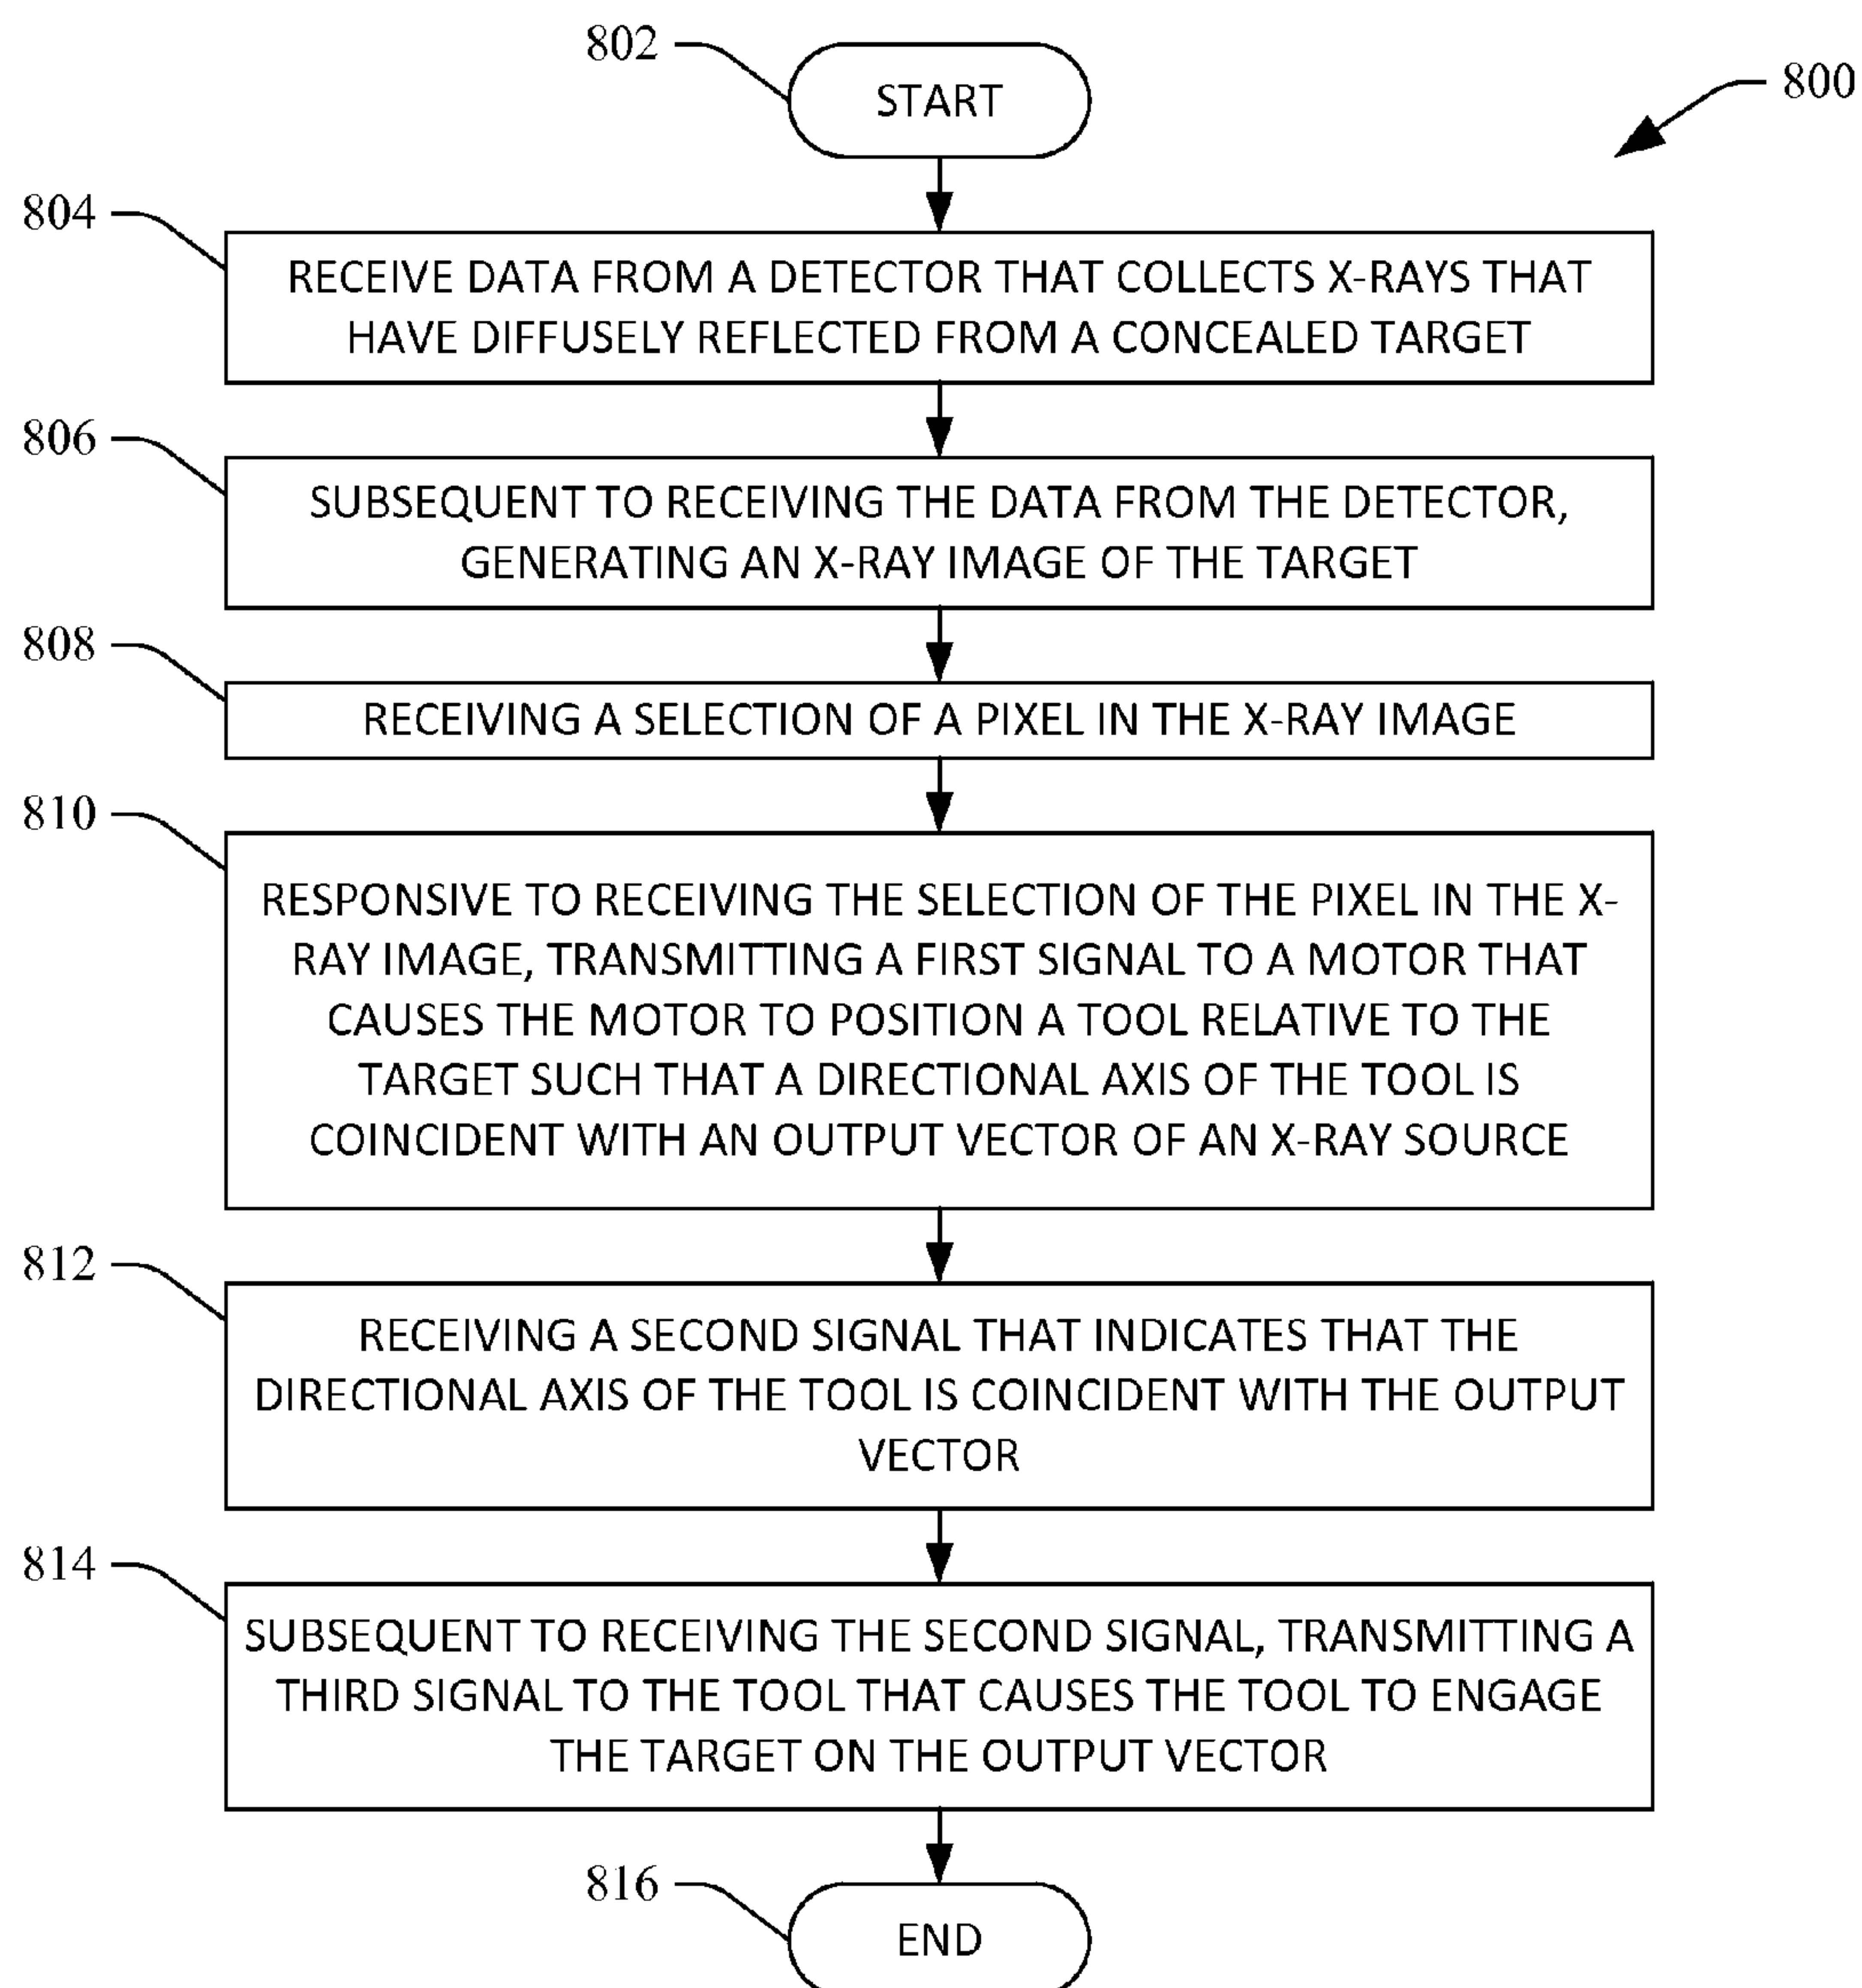 802
START
800
804
RECEIVE DATA FROM A DETECTOR THAT COLLECTS X-RAYS THAT
HAVE DIFFUSELY REFLECTED FROM A CONCEALED TARGET
806
SUBSEQUENT TO RECEIVING THE DATA FROM THE DETECTOR,
GENERATING AN X-RAY IMAGE OF THE TARGET
808
RECEIVING A SELECTION OF A PIXEL IN THE X-RAY IMAGE
810
RESPONSIVE TO RECEIVING THE SELECTION OF THE PIXEL IN THE X-
RAY IMAGE, TRANSMITTING A FIRST SIGNAL TO A MOTOR THAT
CAUSES THE MOTOR TO POSITION A TOOL RELATIVE TO THE
TARGET SUCH THAT A DIRECTIONAL AXIS OF THE TOOL IS
COINCIDENT WITH AN OUTPUT VECTOR OF AN X-RAY SOURCE
812
RECEIVING A SECOND SIGNAL THAT INDICATES THAT THE
DIRECTIONAL AXIS OF THE TOOL IS COINCIDENT WITH THE OUTPUT
VECTOR
814
SUBSEQUENT TO RECEIVING THE SECOND SIGNAL, TRANSMITTING A
THIRD SIGNAL TO THE TOOL THAT CAUSES THE TOOL TO ENGAGE
THE TARGET ON THE OUTPUT VECTOR
816
END